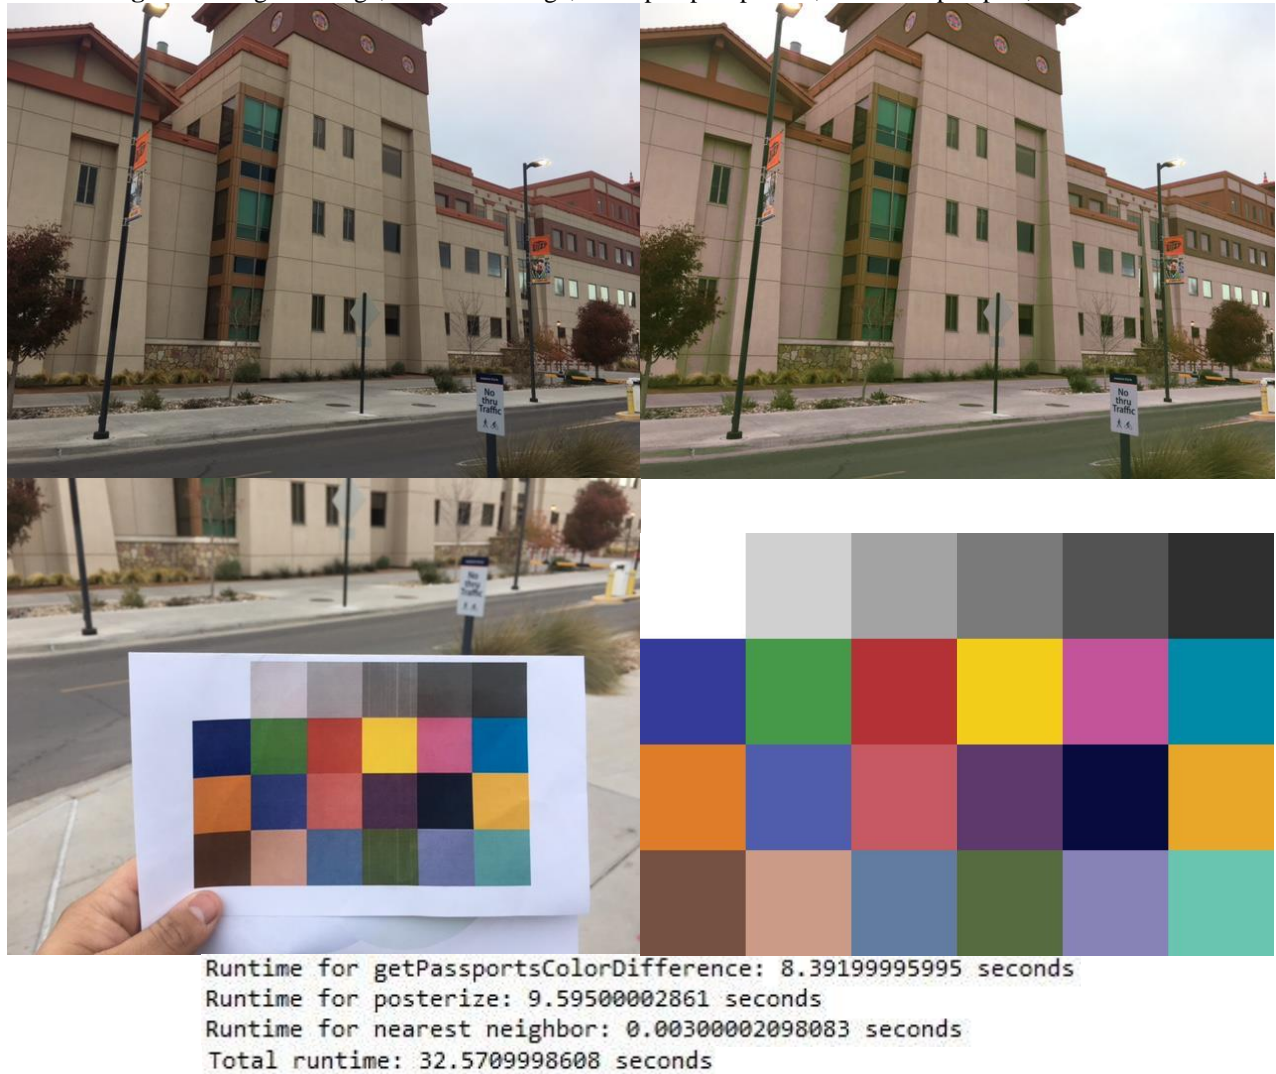 No
thru
Traffic
No
thru
Traffic
No
thru
Traffic
Runtime for getPassportsColorDifference: 8.39199995995 seconds
Runtime for posterize: 9.59500002861 seconds
Runtime for nearest neighbor: 0.00300002098083 seconds
Total runtime: 32.5709998608 seconds